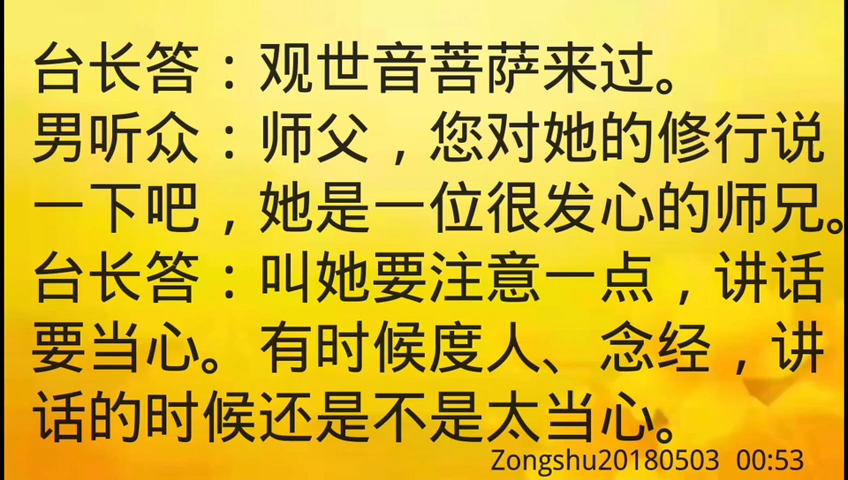 台长答：观世音菩萨来过。
男听众：师父，您对她的修行说
一下吧，她是一位很发心的师兄。
台长答：叫她要注意一点，讲话
要当心。有时候度人、念经，讲
话的时候还是不是太当心。
Zongshu20180503  00:53